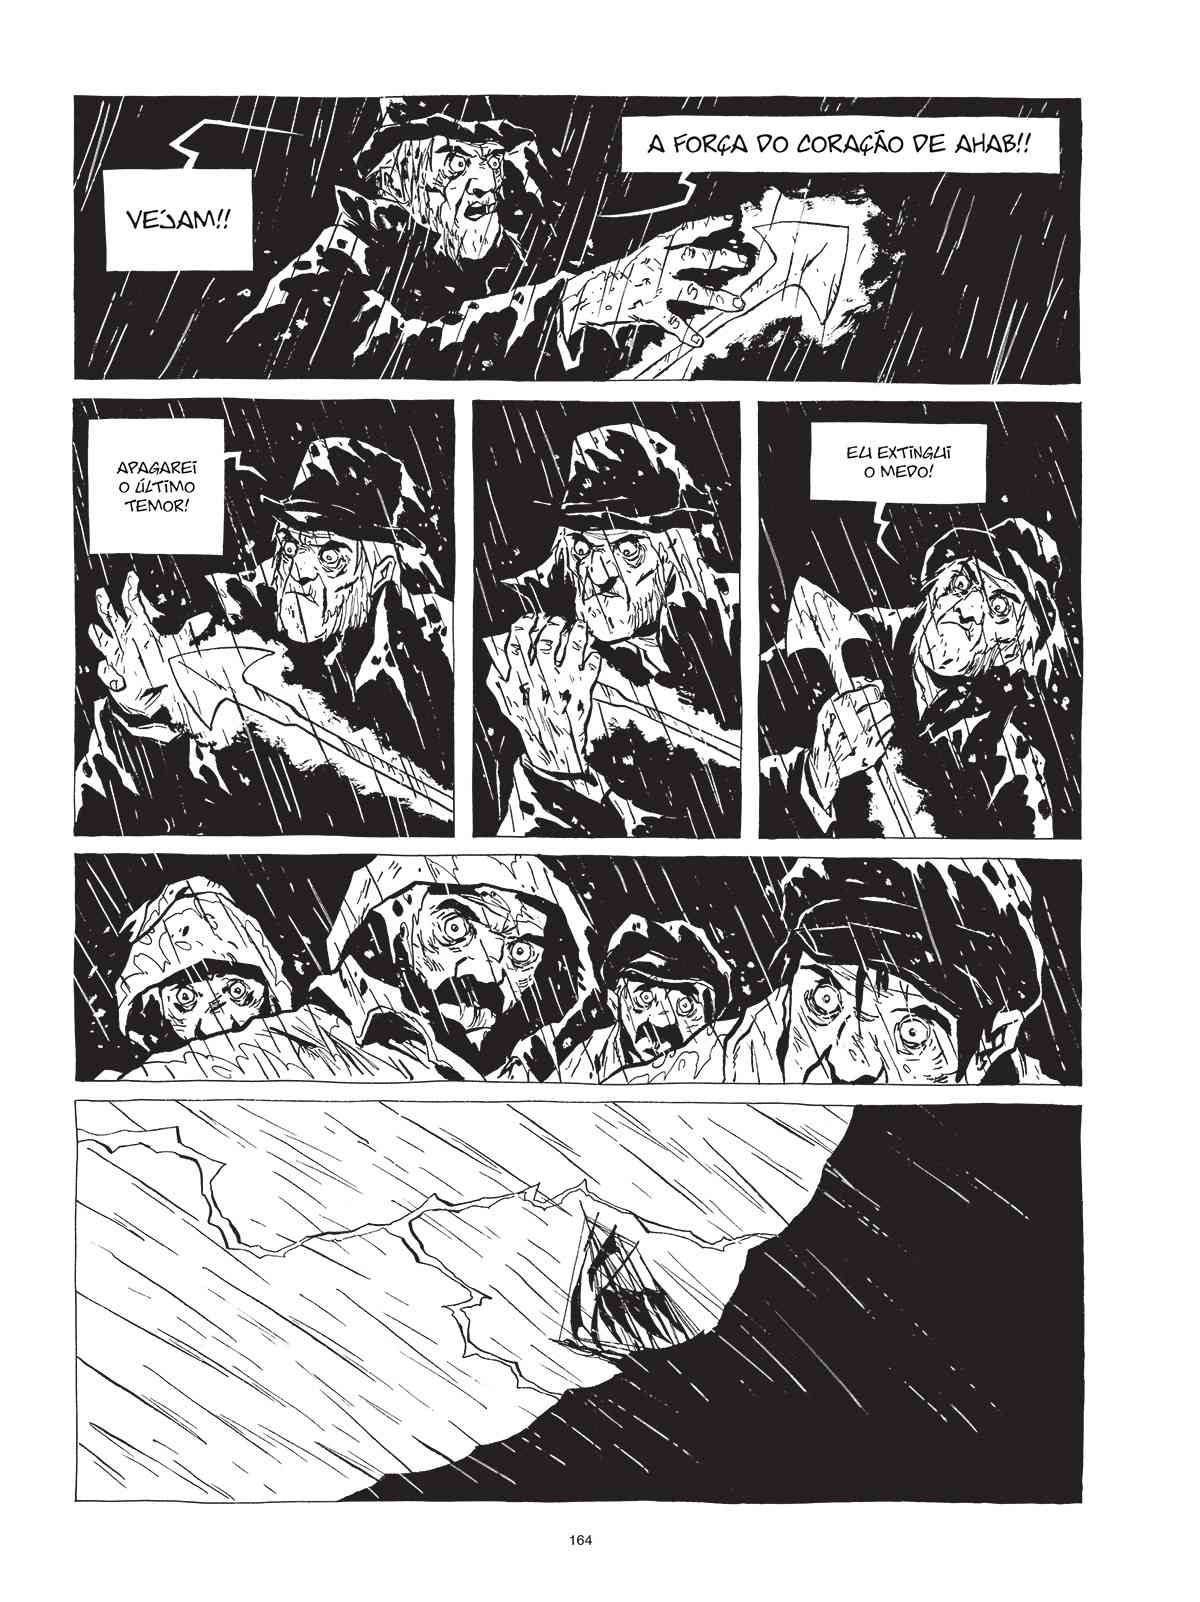 VEJAM!!
A FORÇA DO CORAÇÃO DE AHAB!!
APAGAREI
O ÚLTIMO
TEMOR!
EU EXTINGUI
O MEDO!
164